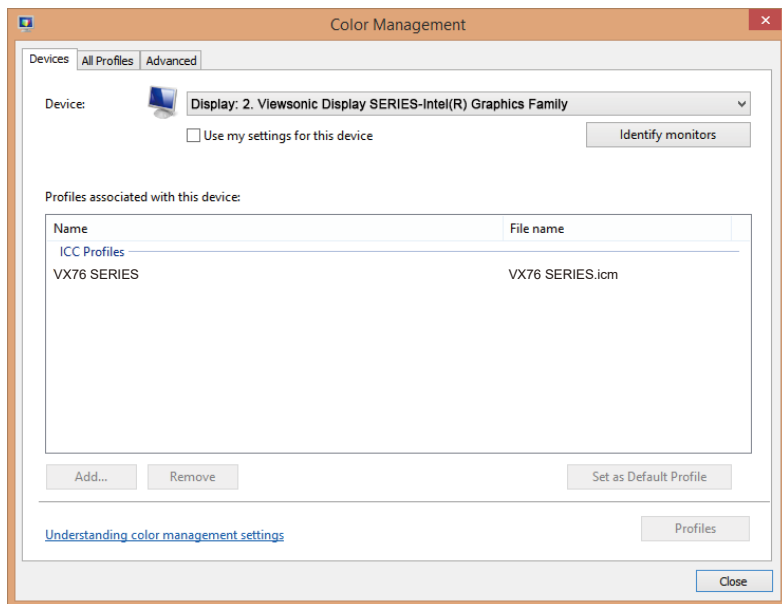 Color Management
Devices All Profiles Advanced
Device: Display: 2. Viewsonic Display SERIES-Intel(R) Graphics Family
Use my settings for this device Identify monitors
Profiles associated with this device:
Name File name
ICC Profiles
VX76 SERIES VX76 SERIES.icm
Add... Remove Set as Default Profile
Understanding color management settings Profiles
Close